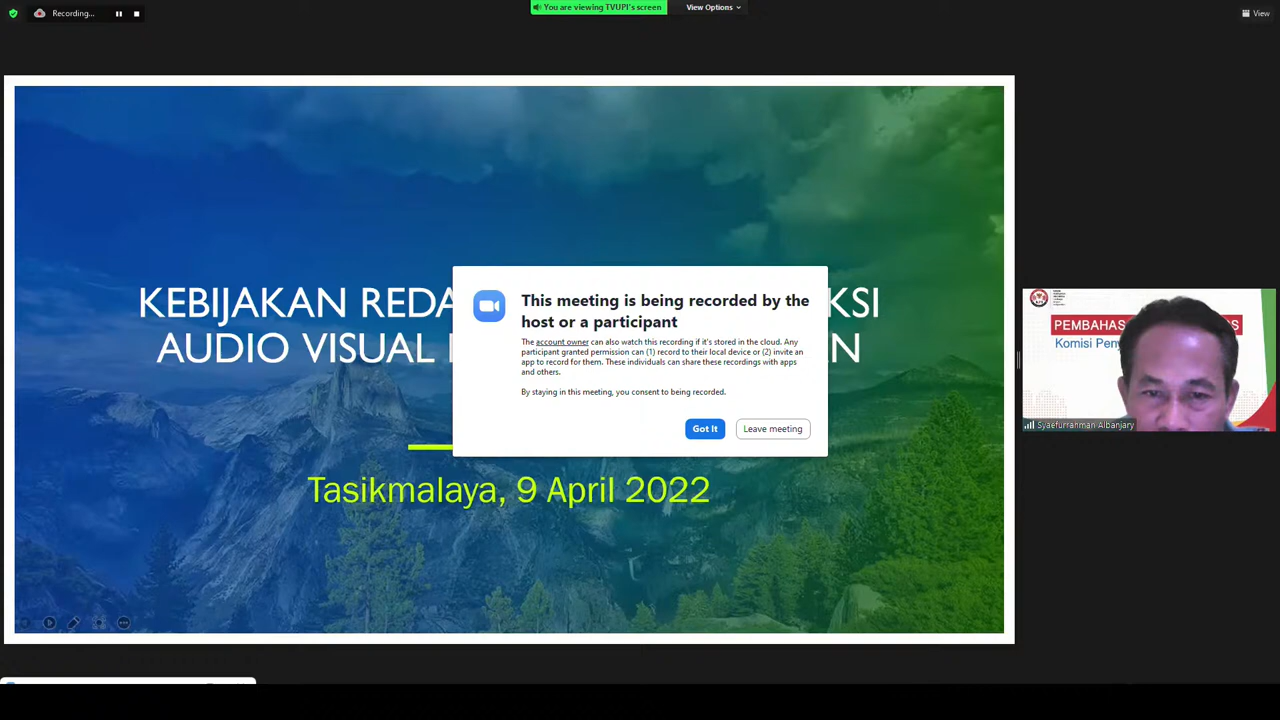 Recording...
You are viewing TVUPI's screen
View Options
View
KEBIJAKAN
AUDIO VISUAL
This meeting is being recorded by the
host or a participant
The account owner can also watch this recording if it's stored in the cloud. Any
participant granted permission can (1) record to their local device or (2) invite an
app to record for them. These individuals can share these recordings with apps
and others.
By staying in this meeting, you consent to being recorded.
Got It
Leave meeting
Tasikmalaya, 9 April 2022
PEMBAHAS
Komisi
Syaefurranman Albanjary